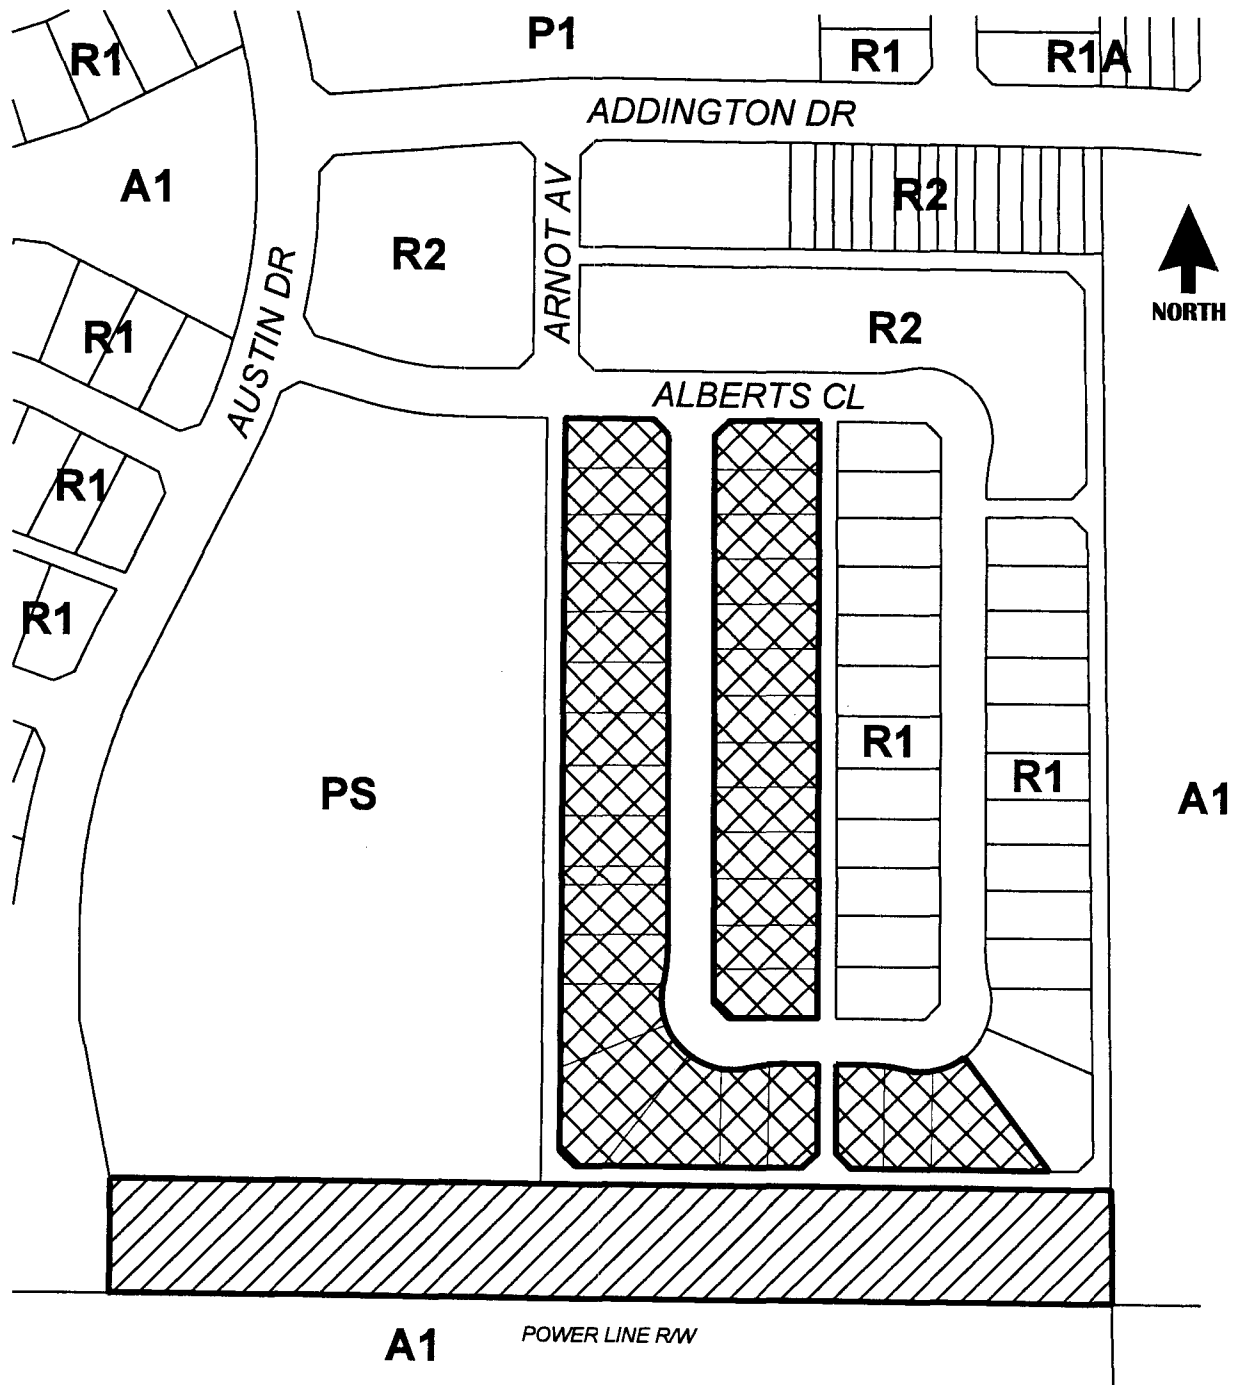 P1
R1
R1
R1A
ADDINGTON DR
A1
R2
ARNOT AV
R2
NORTH
AUSTIN DR
R1
R2
ALBERTS CL
R1
R1
R1
R1
PS
A1
A1
POWER LINE R/W